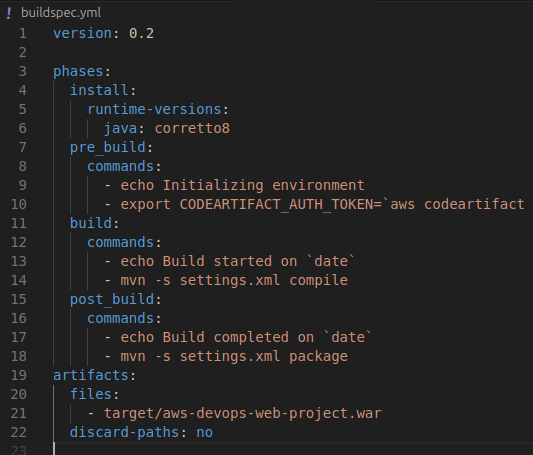 ! buildspec.yml
1 version: 0.2
2
3 phases:
4   install:
5     runtime-versions:
6       java: corretto8
7   pre_build:
8     commands:
9       - echo Initializing environment
10       - export CODEARTIFACT_AUTH_TOKEN=`aws codeartifact
11   build:
12     commands:
13       - echo Build started on `date`
14       - mvn -s settings.xml compile
15   post_build:
16     commands:
17       - echo Build completed on `date`
18       - mvn -s settings.xml package
19 artifacts:
20   files:
21     - target/aws-devops-web-project.war
22   discard-paths: no
23